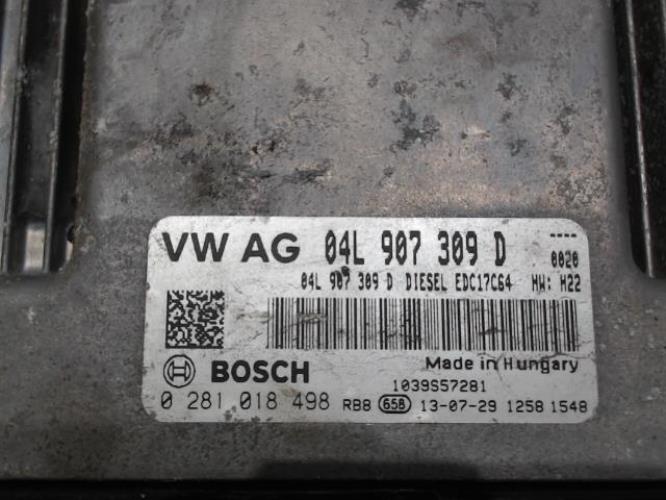 VW AG 04L 907 309 D ----
0020
04L 907 309 D DIESEL EDC17C64 HW: H22
BOSCH Made in Hungary
1039S57281
0 281 018 498 RB8 658 13-07-29 1258 1548